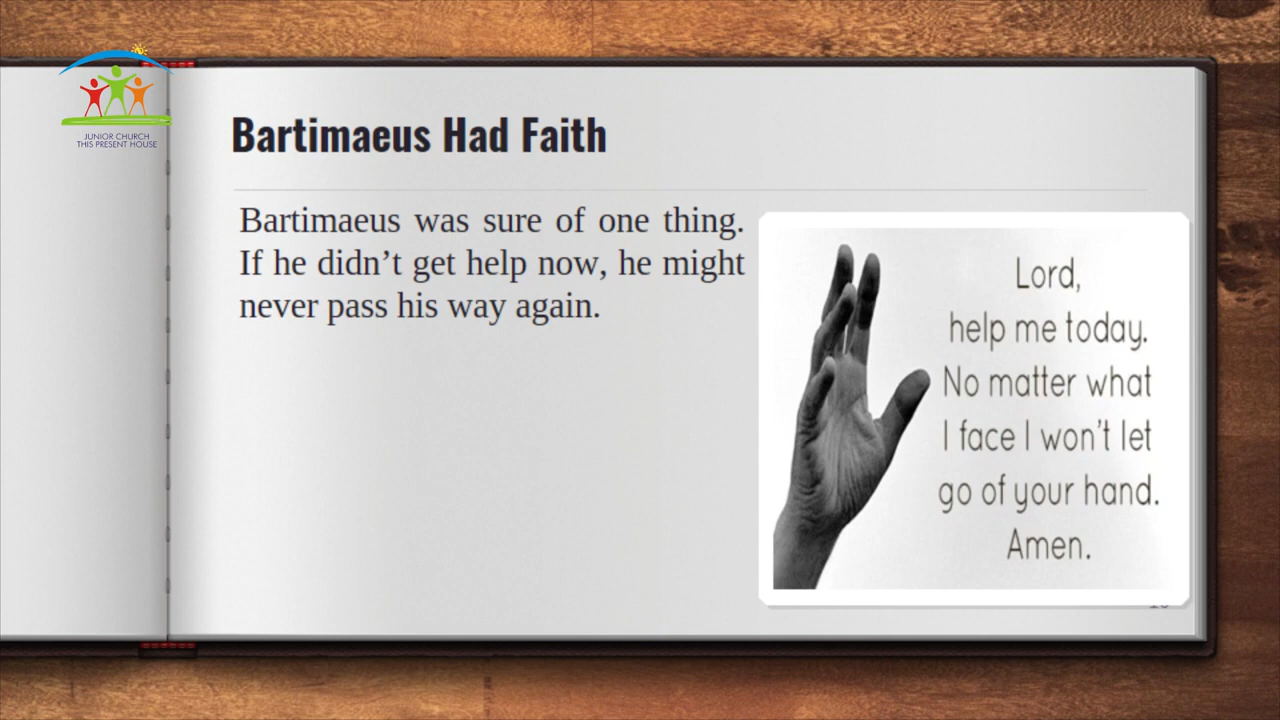 JUNIOR CHURCH
THIS PRESENT HOUSE
Bartimaeus Had Faith
Bartimaeus was sure of one thing.
If he didn’t get help now, he might
never pass his way again.
Lord,
help me today.
No matter what
I face I won't let
go of your hand.
Amen.